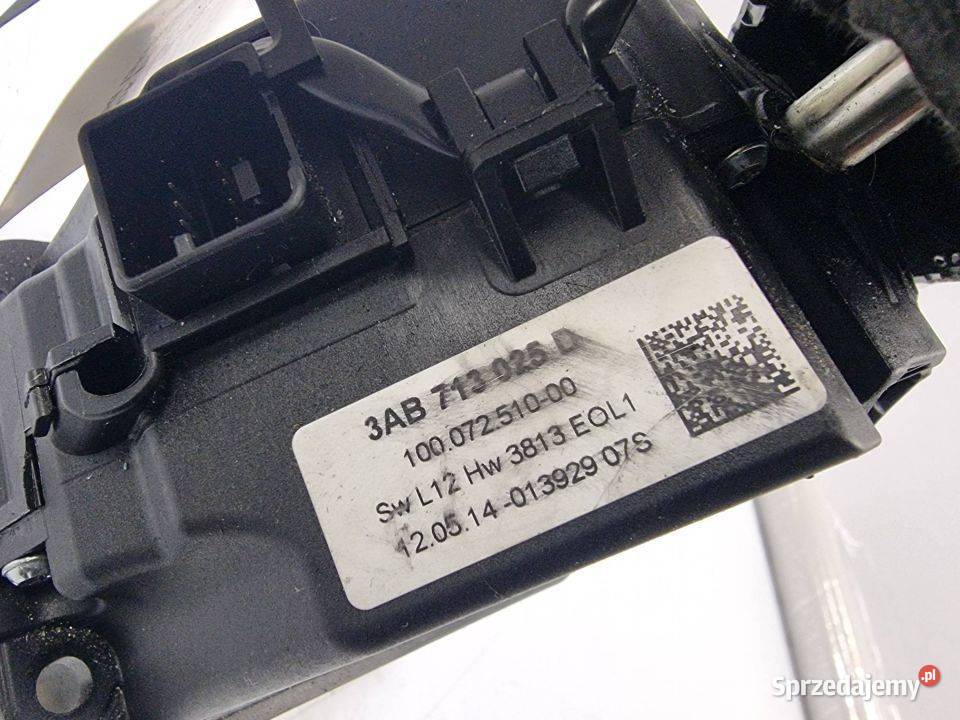 3AB 713 025 D
100.072.510-00
Sw L12 Hw 3813 EOL1
12.05.14-013929 07S
Sprzedajemy.pl